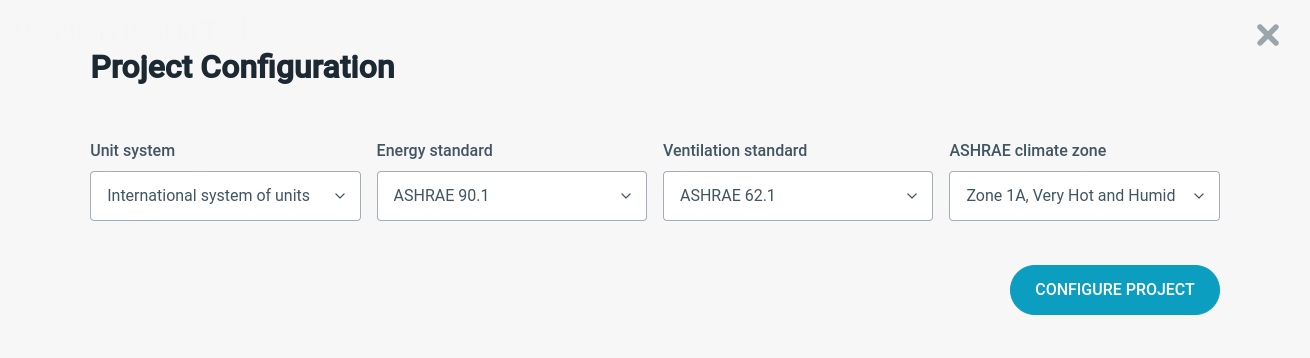 Project Configuration
Unit system
Energy standard
Ventilation standard
ASHRAE climate zone
International system of units
ASHRAE 90.1
ASHRAE 62.1
Zone 1A, Very Hot and Humid
CONFIGURE PROJECT